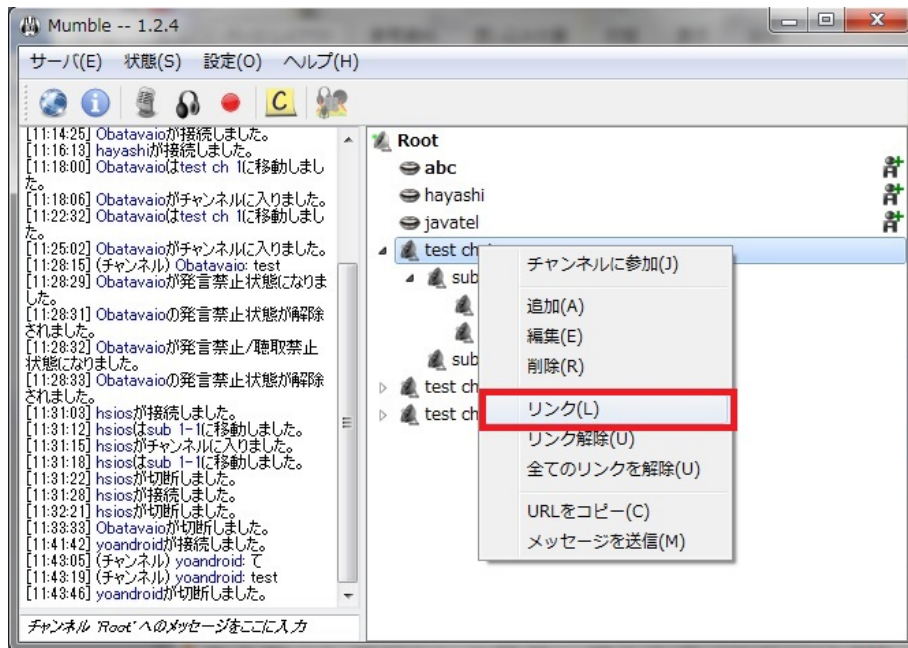 Mumble -- 1.2.4
サーバ(E) 状態(S) 設定(O) ヘルプ(H)
[11:14:25] Obatavaioが接続しました。
[11:16:13] hayashiが接続しました。
[11:18:00] Obatavaioはtest ch 1に移動しまし
た。
[11:18:06] Obatavaioがチャンネルに入りました。
[11:22:32] Obatavaioはtest ch 1に移動しまし
た。
[11:25:02] Obatavaioがチャンネルに入りました。
[11:28:15] (チャンネル) Obatavaio: test
[11:28:29] Obatavaioが発言禁止状態になりま
した。
[11:28:31] Obatavaioの発言禁止状態が解除
されました。
[11:28:32] Obatavaioが発言禁止/聴取禁止
状態になりました。
[11:28:33] Obatavaioの発言禁止状態が解除
されました。
[11:31:03] hsiosが接続しました。
[11:31:12] hsiosはsub 1-1に移動しました。
[11:31:15] hsiosがチャンネルに入りました。
[11:31:18] hsiosはsub 1-1に移動しました。
[11:31:22] hsiosが切断しました。
[11:31:28] hsiosが接続しました。
[11:32:21] hsiosが切断しました。
[11:33:33] Obatavaioが切断しました。
[11:41:42] yoandroidが接続しました。
[11:43:05] (チャンネル) yoandroid: て
[11:43:19] (チャンネル) yoandroid: test
[11:43:46] yoandroidが切断しました。
チャンネル 'Root' へのメッセージをここに入力
Root
abc
hayashi
javatel
test ch
sub
sub
test ch
test ch
チャンネルに参加(J)
追加(A)
編集(E)
削除(R)
リンク(L)
リンク解除(U)
全てのリンクを解除(U)
URLをコピー(C)
メッセージを送信(M)